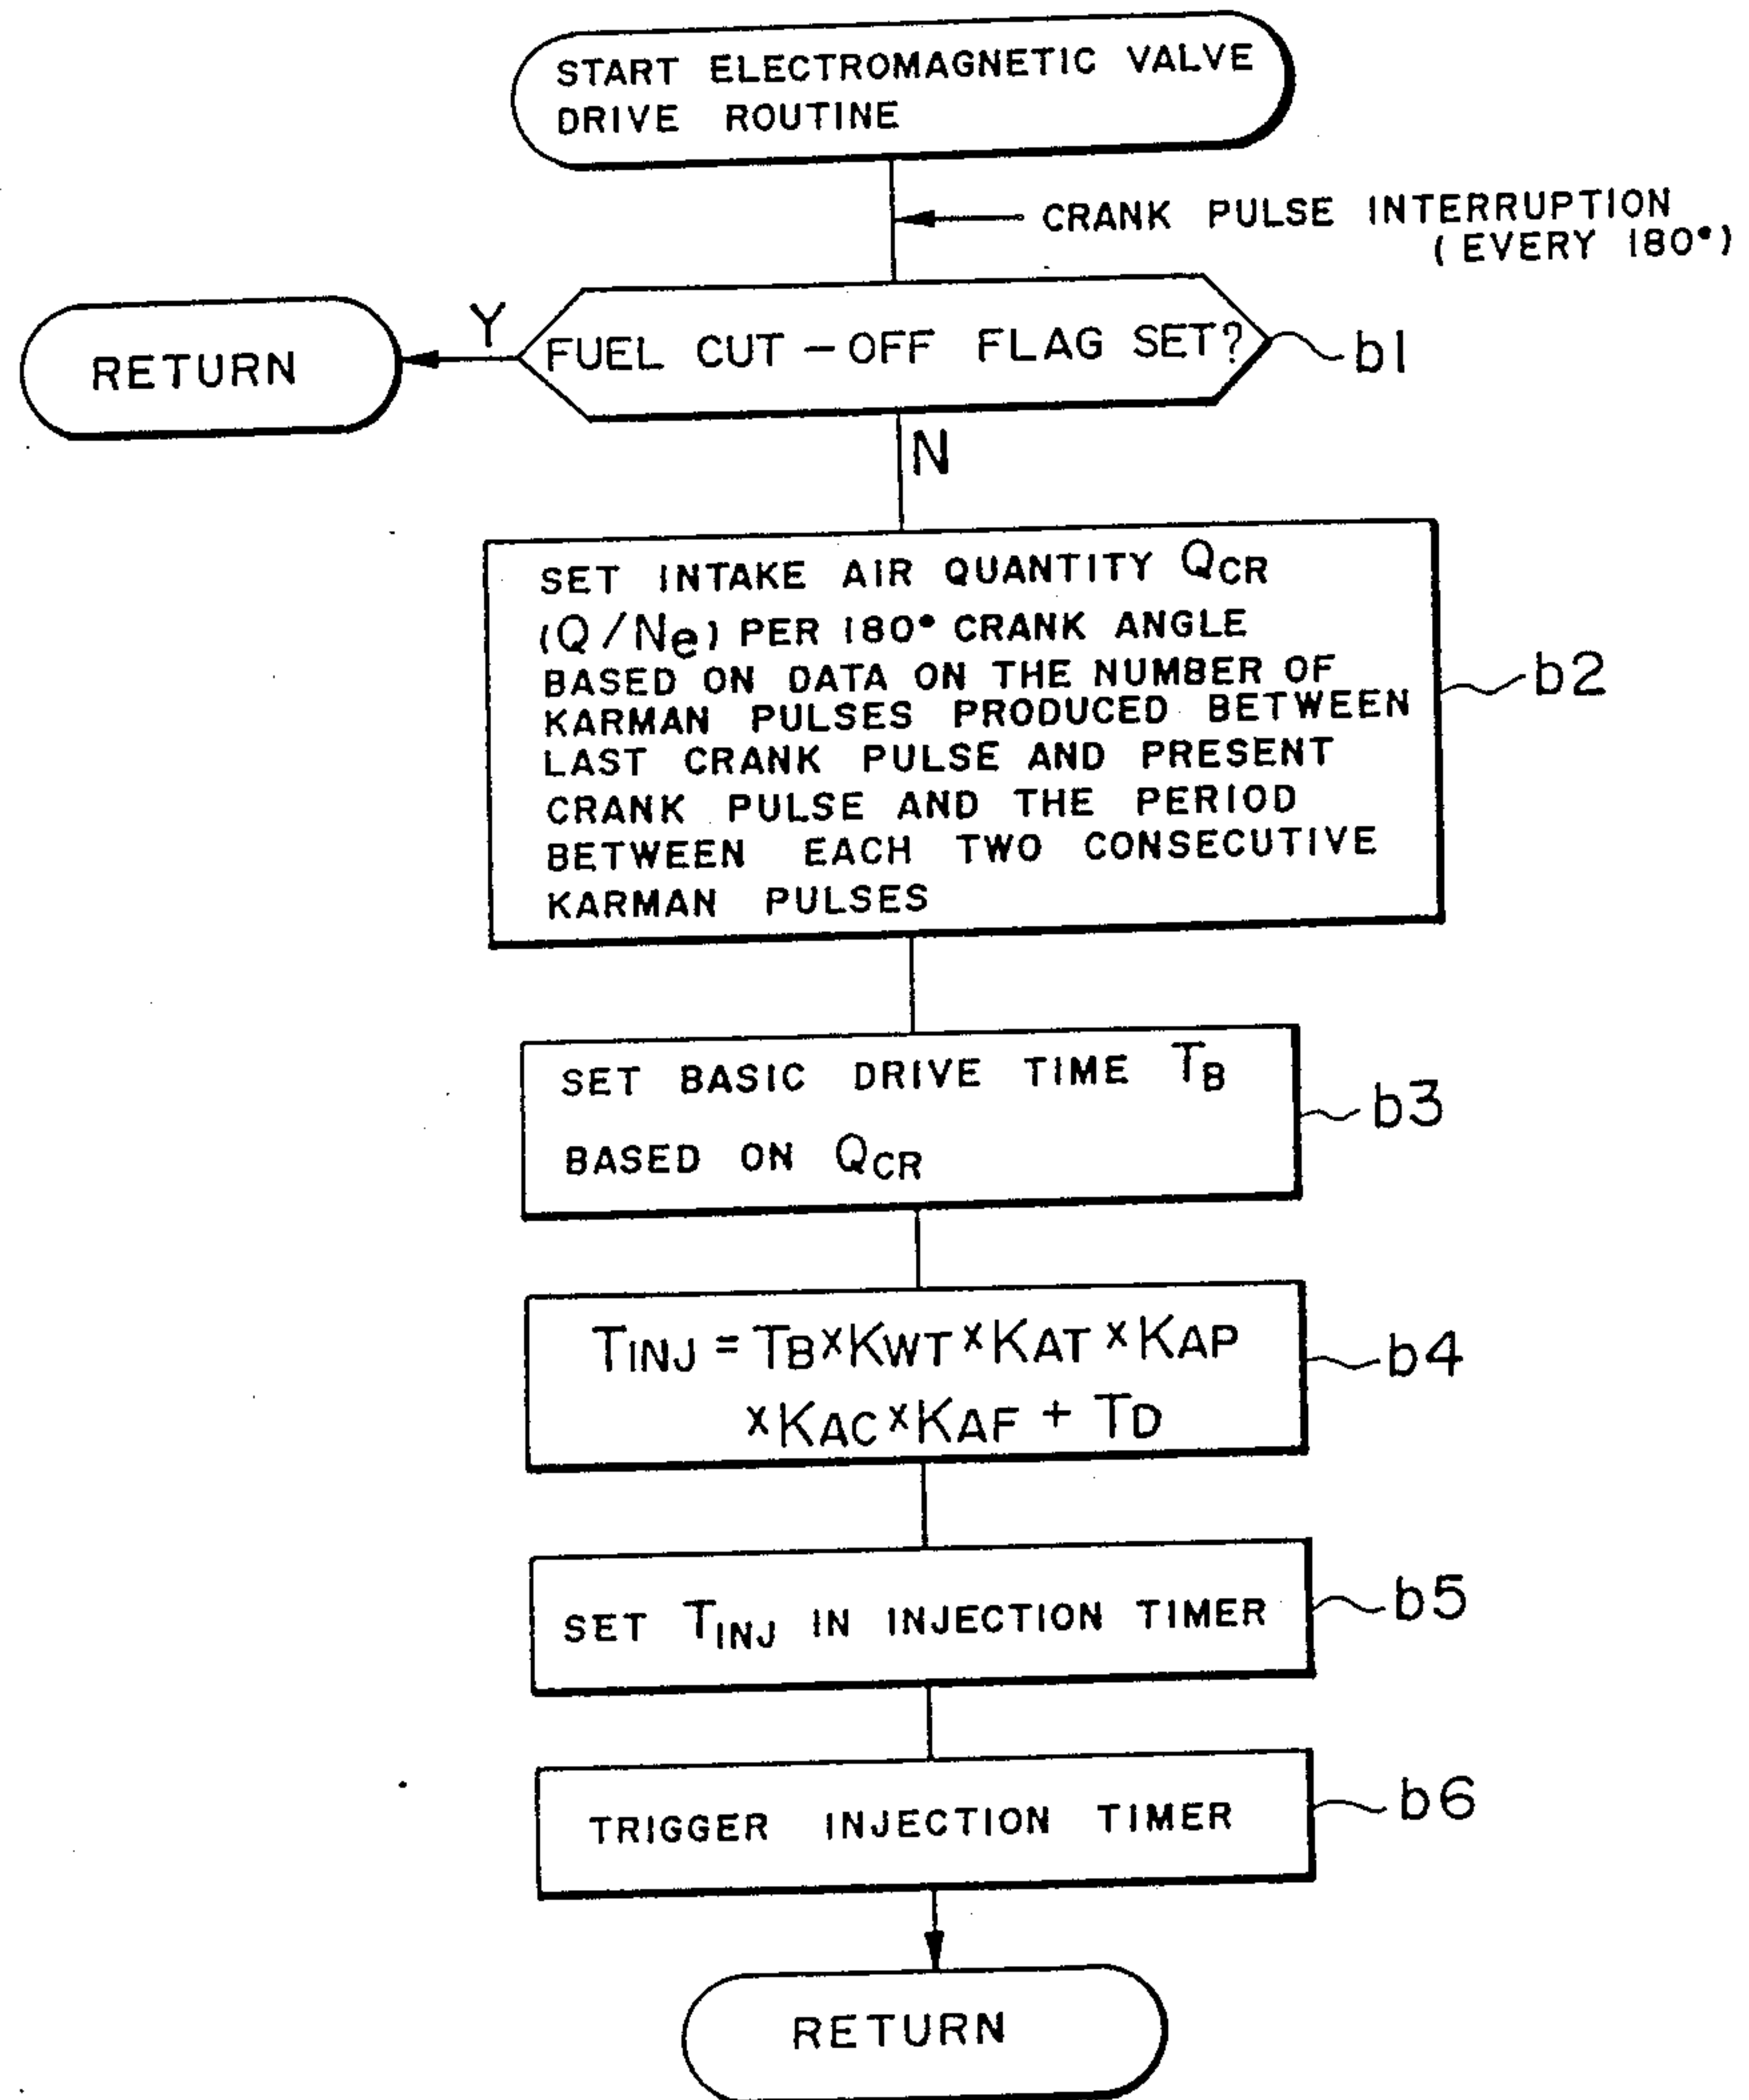 START ELECTROMAGNETIC VALVE
DRIVE ROUTINE
CRANK PULSE INTERRUPTION
(EVERY 180°)
RETURN
Y
FUEL CUT-OFF FLAG SET?
b1
N
SET INTAKE AIR QUANTITY QCR
(Q/Ne) PER 180° CRANK ANGLE
BASED ON DATA ON THE NUMBER OF
KARMAN PULSES PRODUCED BETWEEN
LAST CRANK PULSE AND PRESENT
CRANK PULSE AND THE PERIOD
BETWEEN EACH TWO CONSECUTIVE
KARMAN PULSES
b2
SET BASIC DRIVE TIME TB
BASED ON QCR
b3
TINJ = TB×KWT×KAT×KAP
×KAC×KAF + TD
b4
SET TINJ IN INJECTION TIMER
b5
TRIGGER INJECTION TIMER
b6
RETURN